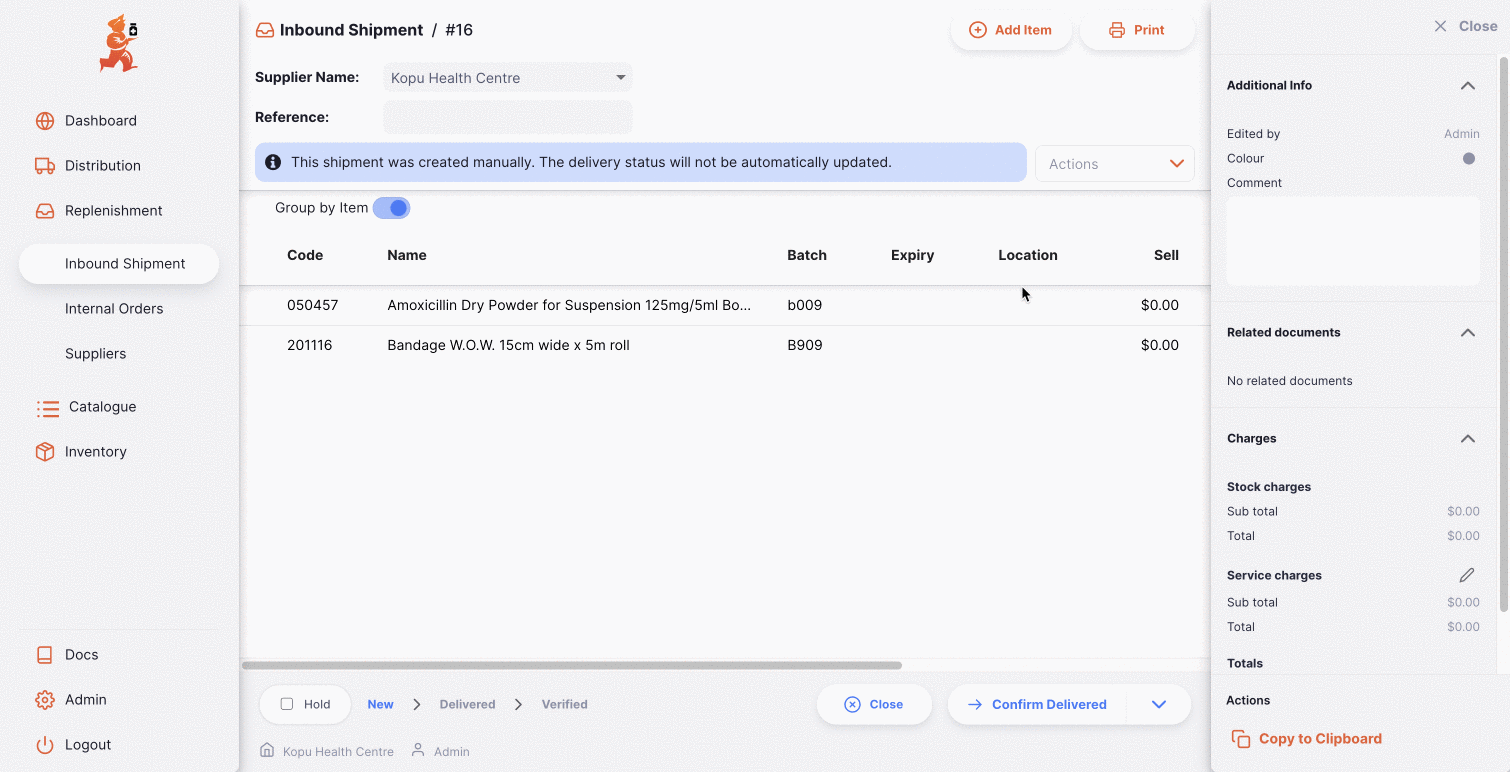 Dashboard
Distribution
Replenishment
Inbound Shipment
Internal Orders
Suppliers
Catalogue
Inventory
Docs
Admin
Logout
Inbound Shipment / #16
Add Item
Print
Supplier Name: Kopu Health Centre
Reference:
This shipment was created manually. The delivery status will not be automatically updated.
Actions
Group by Item
Code Name Batch Expiry Location Sell
050457 Amoxicillin Dry Powder for Suspension 125mg/5ml Bo... b009 $0.00
201116 Bandage W.O.W. 15cm wide x 5m roll B909 $0.00
Hold New Delivered Verified Close Confirm Delivered
Kopu Health Centre Admin
Close
Additional Info
Edited by Admin
Colour
Comment
Related documents
No related documents
Charges
Stock charges
Sub total $0.00
Total $0.00
Service charges
Sub total $0.00
Total $0.00
Totals
Actions
Copy to Clipboard